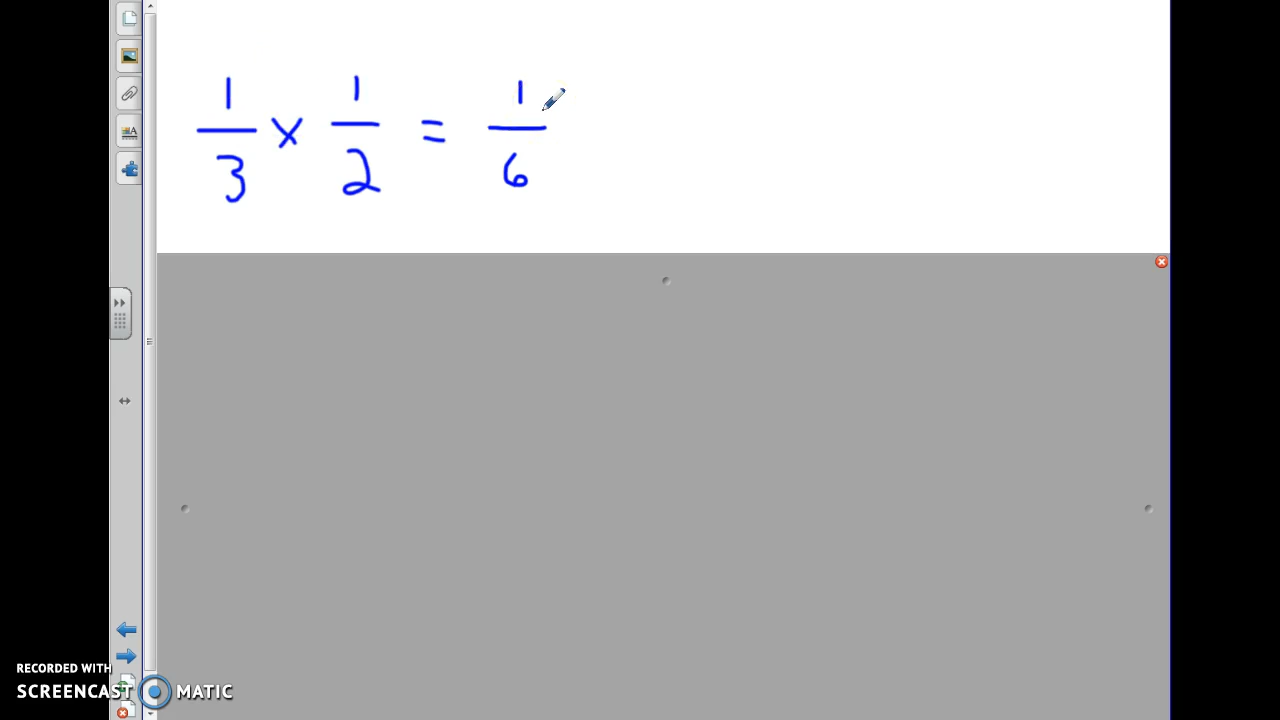 1/3 x 1/2 = 1/6
RECORDED WITH
SCREENCAST MATIC